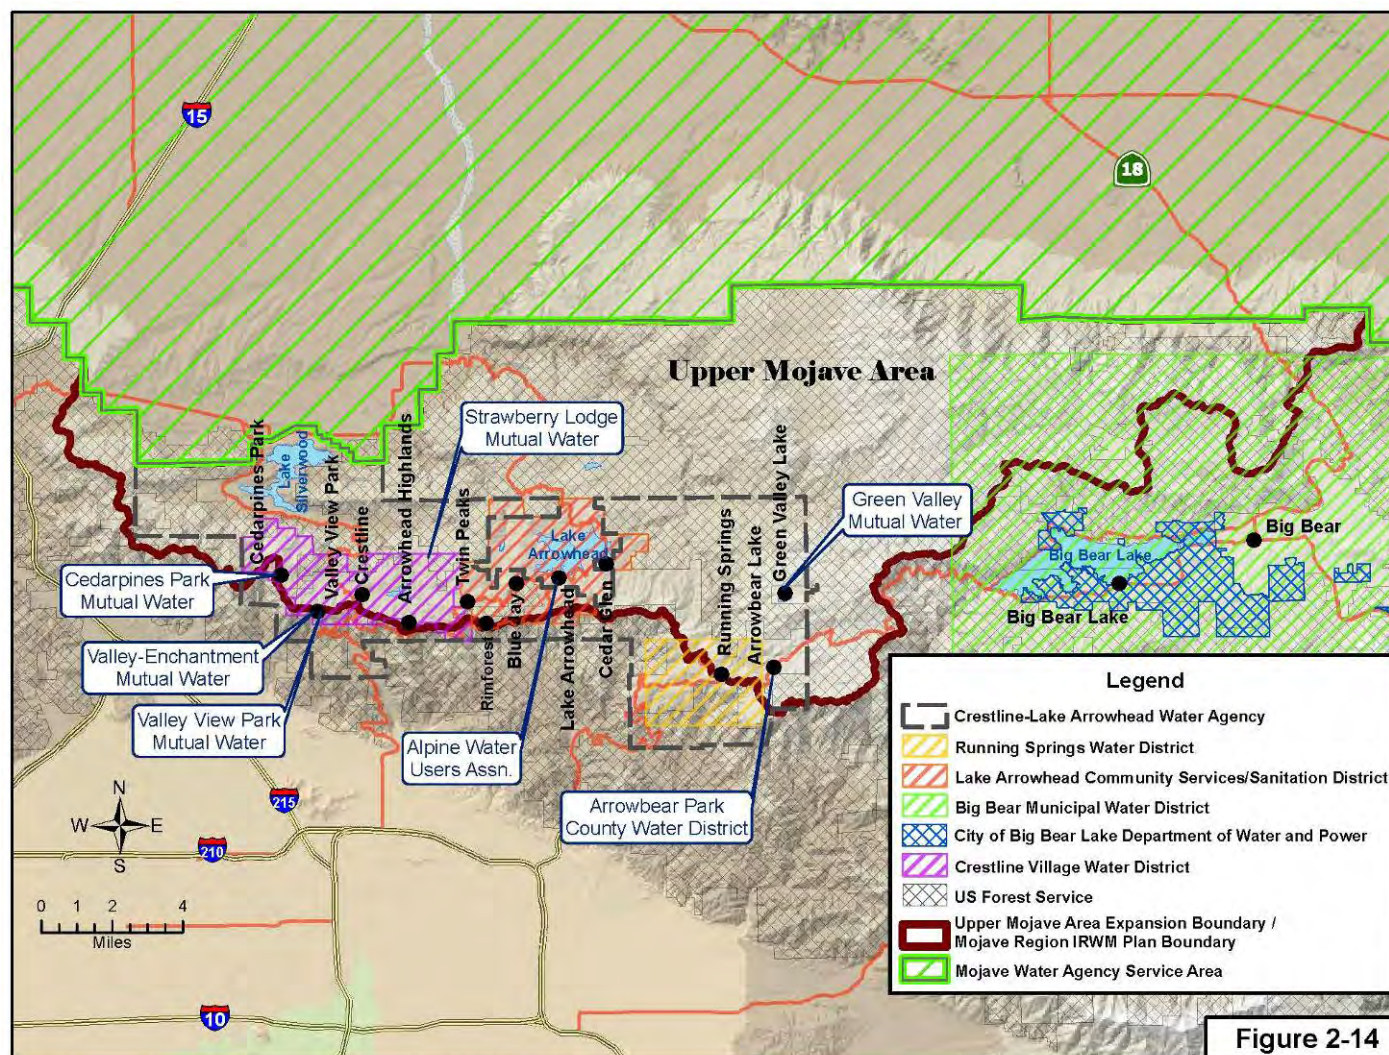 15
18
Upper Mojave Area
Strawberry Lodge
Mutual Water
Cedarpines Park
Lake
Silverwood
Valley View Park
Crestline
Arrowhead Highlands
Twin Peaks
Lake
Arrowhead
Running Springs
Arrowbear Lake
Green Valley Lake
Green Valley
Mutual Water
Big Bear
Big Bear Lake
Big Bear Lake
Cedarpines Park
Mutual Water
Valley-Enchantment
Mutual Water
Valley View Park
Mutual Water
Rimforest
Blue Jay
Lake Arrowhead
Cedar Glen
Alpine Water
Users Assn.
Arrowbear Park
County Water District
215
210
10
N
W
E
S
0 1 2 4
Miles
Legend
Crestline-Lake Arrowhead Water Agency
Running Springs Water District
Lake Arrowhead Community Services/Sanitation District
Big Bear Municipal Water District
City of Big Bear Lake Department of Water and Power
Crestline Village Water District
US Forest Service
Upper Mojave Area Expansion Boundary /
Mojave Region IRWM Plan Boundary
Mojave Water Agency Service Area
Figure 2-14